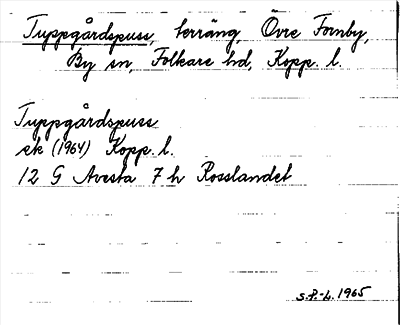 Tuppgårdspuss, terräng, Övre Fornby,
By sn, Folkare hd, Kopp. l.
Tuppgårdspuss
ek (1964) Kopp. l.
12 G Avesta 7 h Rosslandet
S.P.-L. 1965